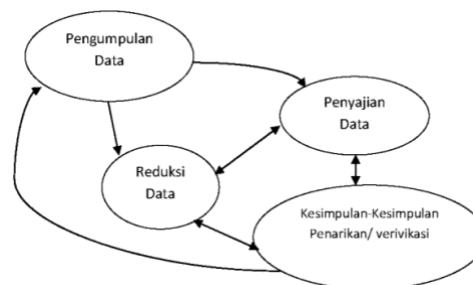 Pengumpulan
Data
Penyajian
Data
Reduksi
Data
Kesimpulan-Kesimpulan
Penarikan/ verivikasi